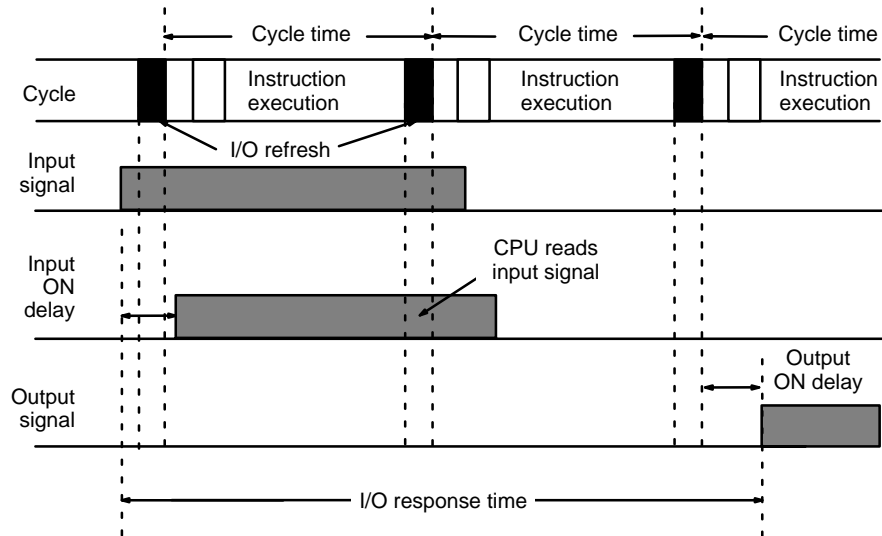 Cycle time
Cycle time
Cycle time
Cycle
Instruction
execution
Instruction
execution
Instruction
execution
I/O refresh
Input
signal
Input
ON
delay
CPU reads
input signal
Output
ON delay
Output
signal
I/O response time